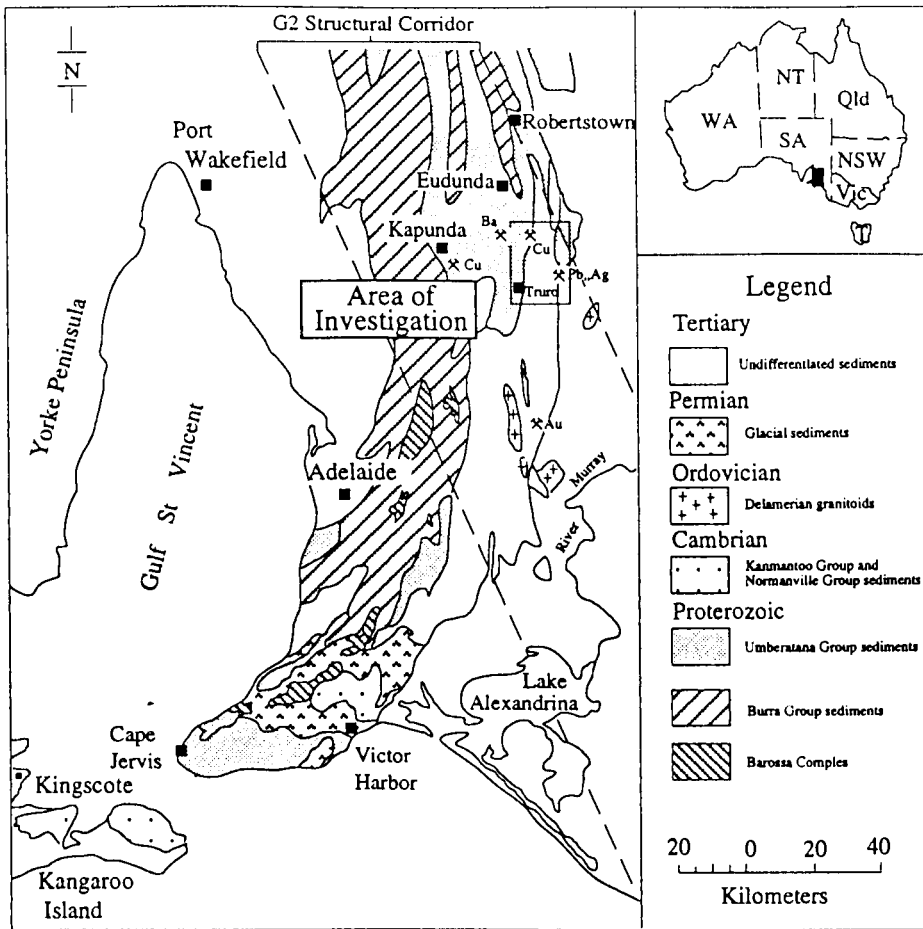 G2 Structural Corridor
N
Port
Wakefield
Robertstown
Eudunda
Kapunda
Ba
Cu
Cu
Pb,,Ag
Truro
Area of
Investigation
Yorke Peninsula
Gulf St Vincent
Au
Adelaide
Murray
River
Lake
Alexandrina
Cape
Jervis
Victor
Harbor
Kingscote
Kangaroo
Island
WA
NT
Qld
SA
NSW
Vic
T
Legend
Tertiary
Undifferentiated sediments
Permian
Glacial sediments
Ordovician
Delamerian granitoids
Cambrian
Kanmantoo Group and
Normanville Group sediments
Proterozoic
Umberatana Group sediments
Burra Group sediments
Barossa Complex
20 0 20 40
Kilometers